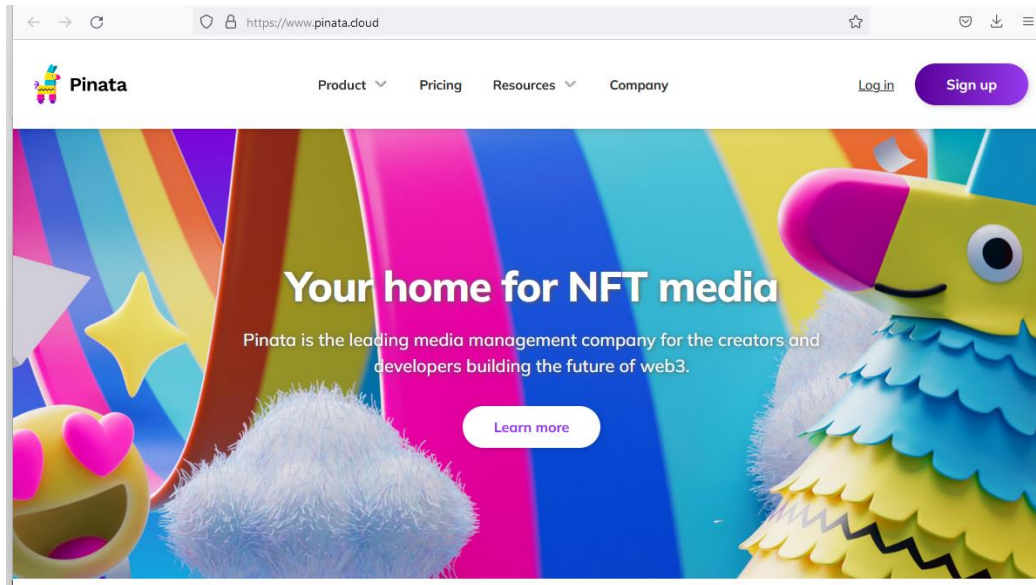 https://www.pinata.cloud
Pinata
Product
Pricing
Resources
Company
Log in
Sign up
Your home for NFT media
Pinata is the leading media management company for the creators and
developers building the future of web3.
Learn more